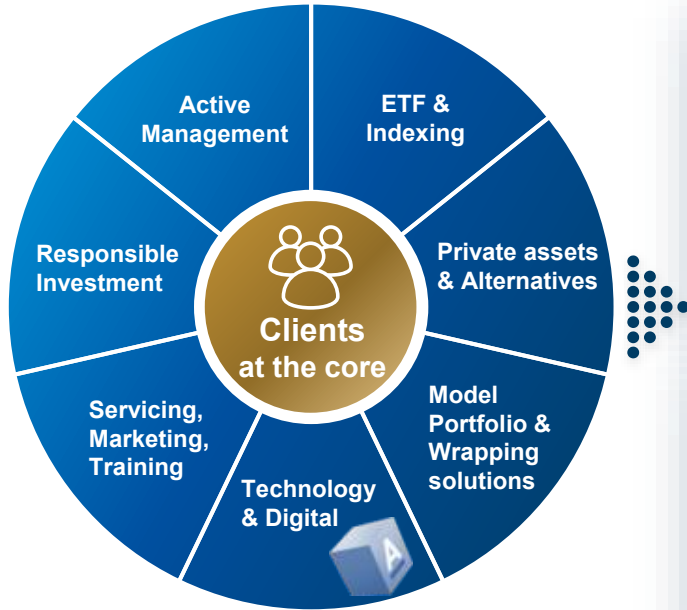 Active
Management
ETF &
Indexing
Private assets
& Alternatives
Model
Portfolio &
Wrapping
solutions
Technology
& Digital
A
Servicing,
Marketing,
Training
Responsible
Investment
Clients
at the core